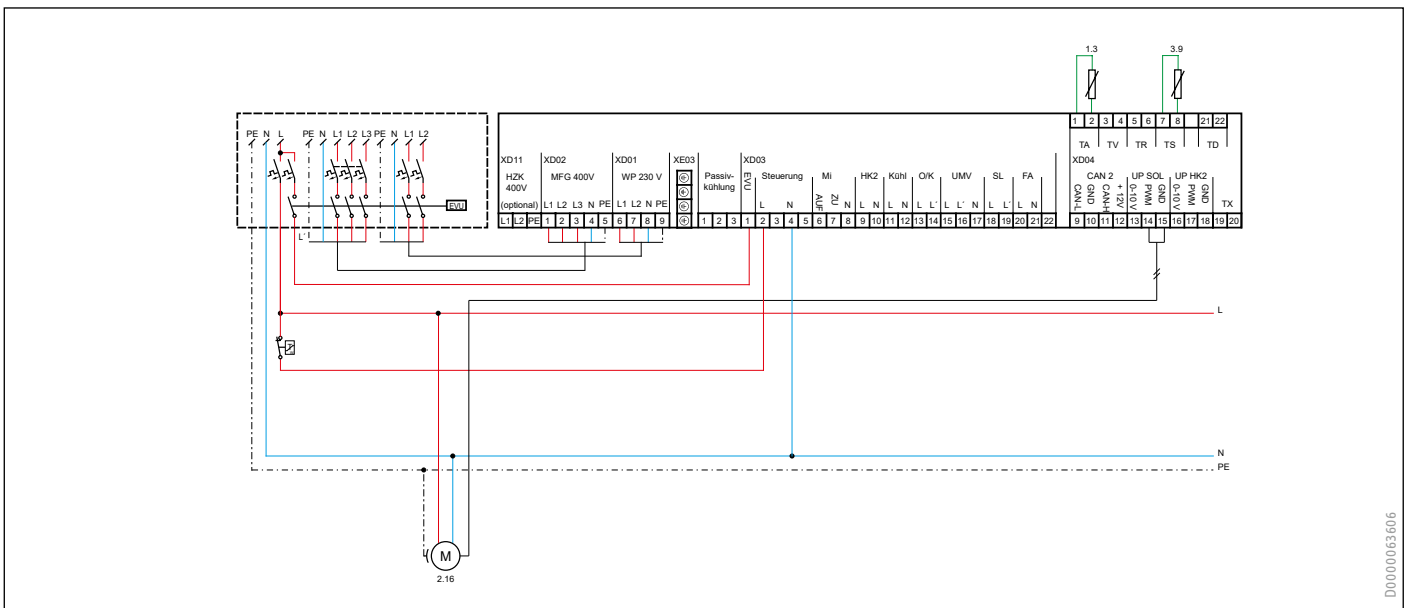 1.3 3.9
1 2 3 4 5 6 7 8 21 22
TA TV TR TS TD
PE N L PE N L1 L2 L3 PE N L1 L2
XD11 XD02 XD01 XE03 XD03 XD04
HZK MFG 400V WP 230 V Passiv- EVU Steuerung Mi HK2 Kühl O/K UMV SL FA CAN 2 UP SOL UP HK2
400V kühlung
(optional) L1 L2 L3 N PE L1 L2 N PE L N AUF ZU N L N L N L L´ L L´ N L L´ L N CAN-L GND CAN-H + 12V 0-10 V PWM GND 0-10 V PWM GND TX
L1 L2 PE 1 2 3 4 5 6 7 8 9 1 2 3 1 2 3 4 5 6 7 8 9 10 11 12 13 14 15 16 17 18 19 20 21 22 9 10 11 12 13 14 15 16 17 18 19 20
EVU
L´
L
N
PE
M
2.16
D0000063606